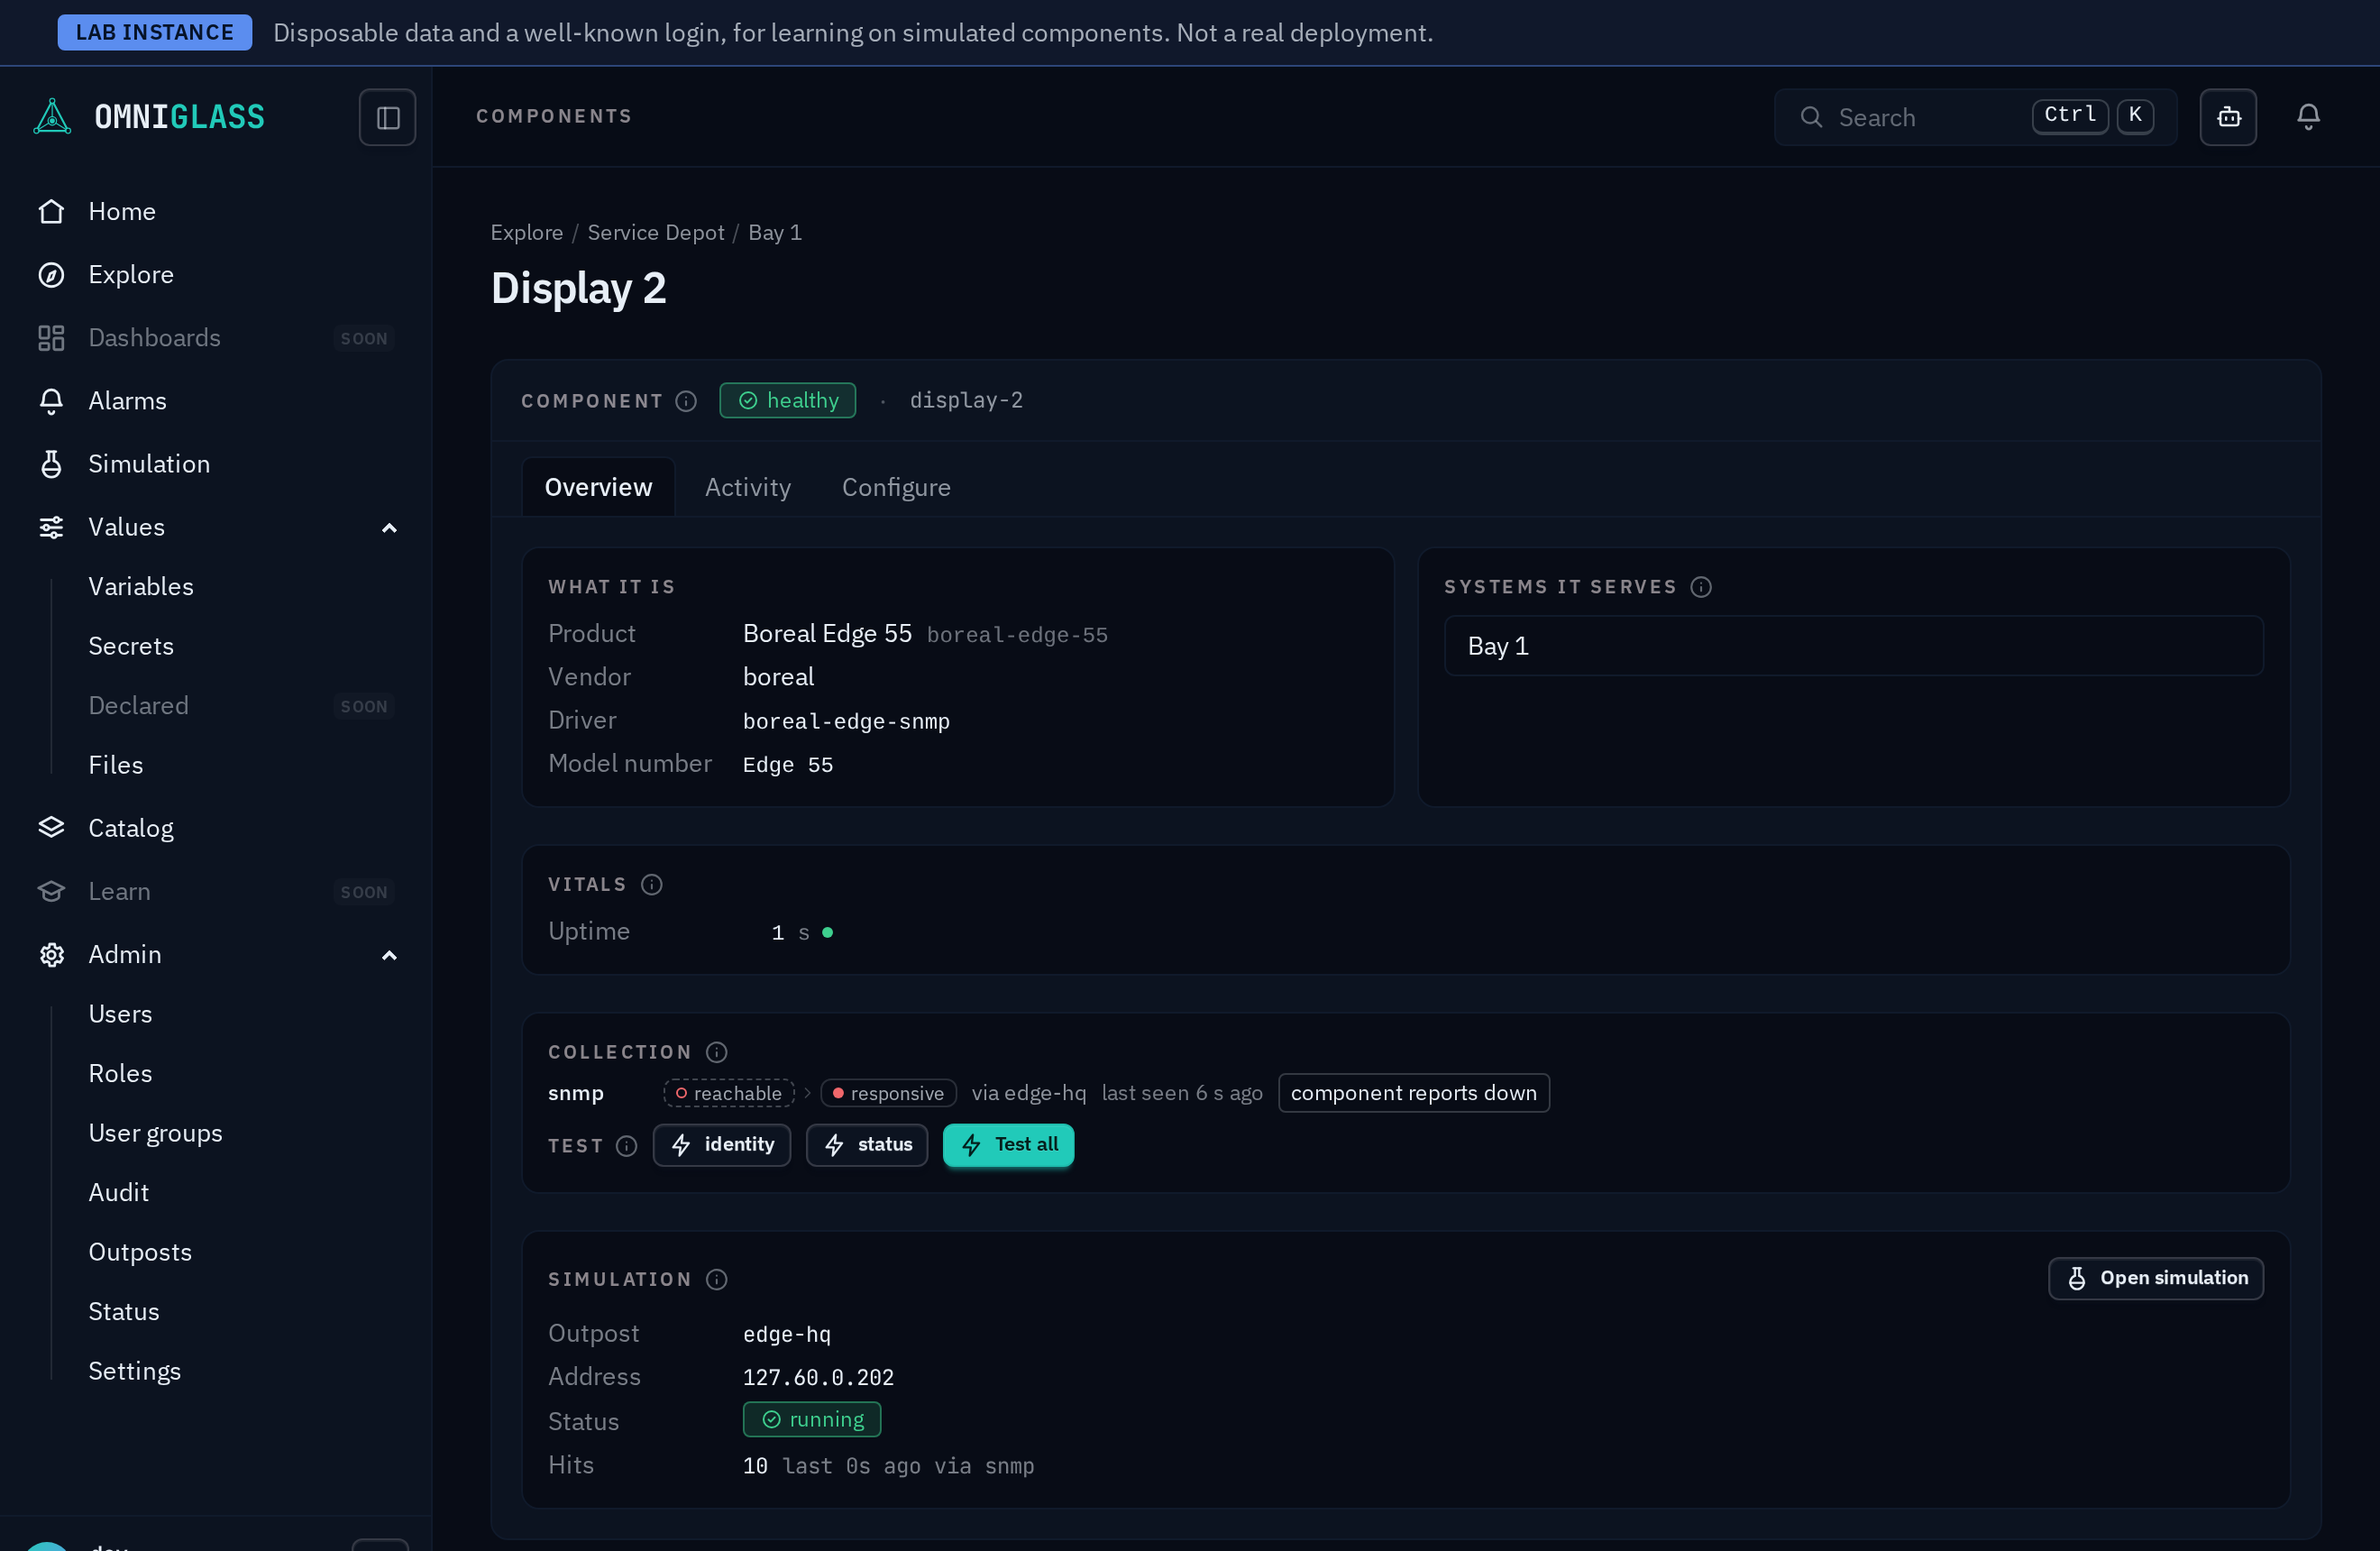 LAB INSTANCE Disposable data and a well-known login, for learning on simulated components. Not a real deployment.
OMNIGLASS
COMPONENTS
Search Ctrl K
Home
Explore
Dashboards SOON
Alarms
Simulation
Values
Variables
Secrets
Declared SOON
Files
Catalog
Learn SOON
Admin
Users
Roles
User groups
Audit
Outposts
Status
Settings
Explore / Service Depot / Bay 1
Display 2
COMPONENT healthy · display-2
Overview Activity Configure
WHAT IT IS
Product Boreal Edge 55 boreal-edge-55
Vendor boreal
Driver boreal-edge-snmp
Model number Edge 55
SYSTEMS IT SERVES
Bay 1
VITALS
Uptime 1 s
COLLECTION
snmp reachable responsive via edge-hq last seen 6 s ago component reports down
TEST identity status Test all
SIMULATION Open simulation
Outpost edge-hq
Address 127.60.0.202
Status running
Hits 10 last 0s ago via snmp